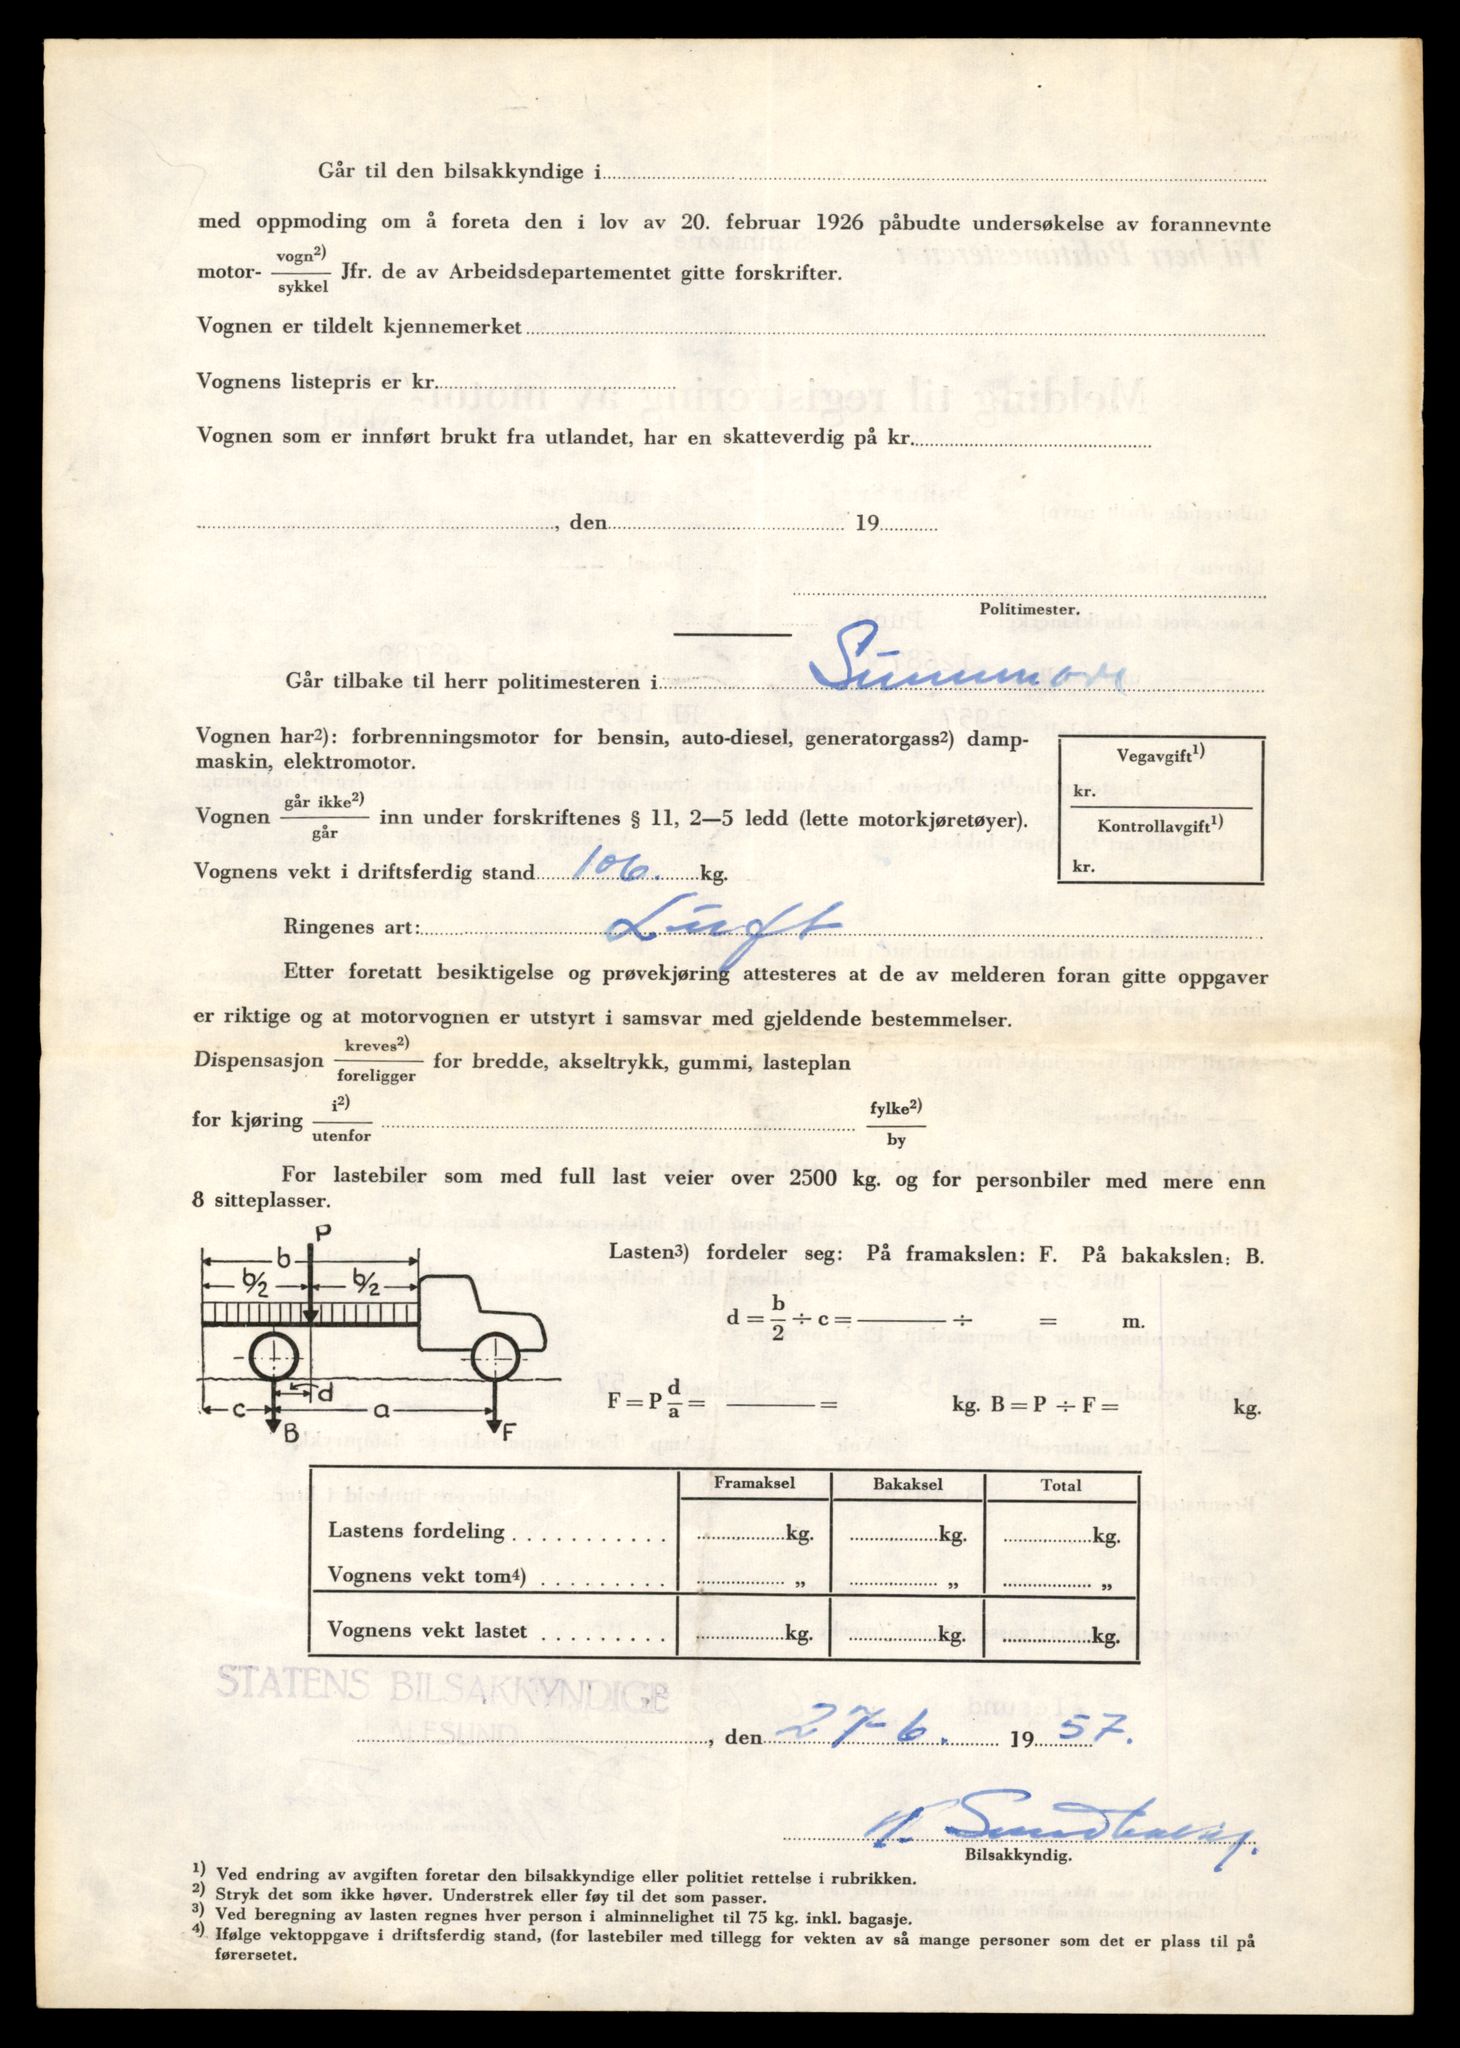 Går til den bilsakkyndige i
med oppmoding om å foreta den i lov av 20. februar 1926 påbudte undersøkelse av forannevnte
motor- vogn2)/sykkel Jfr. de av Arbeidsdepartementet gitte forskrifter.
Vognen er tildelt kjennemerket
Vognens listepris er kr.
Vognen som er innført brukt fra utlandet, har en skatteverdig på kr.
, den 19
Politimester.
Går tilbake til herr politimesteren i Sunnmøre
Vognen har2): forbrenningsmotor for bensin, auto-diesel, generatorgass2) damp-
maskin, elektromotor.
Vegavgift1)
kr.
Vognen går ikke2)/går inn under forskriftenes § 11, 2—5 ledd (lette motorkjøretøyer).
Kontrollavgift1)
kr.
Vognens vekt i driftsferdig stand 106. kg.
Ringenes art: Luft
Etter foretatt besiktigelse og prøvekjøring attesteres at de av melderen foran gitte oppgaver
er riktige og at motorvognen er utstyrt i samsvar med gjeldende bestemmelser.
Dispensasjon kreves2)/foreligger for bredde, akseltrykk, gummi, lasteplan
for kjøring i2)/utenfor fylke2)/by
For lastebiler som med full last veier over 2500 kg. og for personbiler med mere enn
8 sitteplasser.
P
b
b/2 b/2
c d a
B F
Lasten3) fordeler seg: På framakslen: F. På bakakslen: B.
d = b/2 ÷ c = ——— ÷ = m.
F = P d/a = ——— = kg. B = P ÷ F = kg.
Framaksel Bakaksel Total
Lastens fordeling kg. kg. kg.
Vognens vekt tom4) „ „ „
Vognens vekt lastet kg. kg. kg.
STATENS BILSAKKYNDIGE
ÅLESUND
, den 27-6. 1957.
Bilsakkyndig.
1) Ved endring av avgiften foretar den bilsakkyndige eller politiet rettelse i rubrikken.
2) Stryk det som ikke høver. Understrek eller føy til det som passer.
3) Ved beregning av lasten regnes hver person i alminnelighet til 75 kg. inkl. bagasje.
4) Ifølge vektoppgave i driftsferdig stand, (for lastebiler med tillegg for vekten av så mange personer som det er plass til på
førersetet.